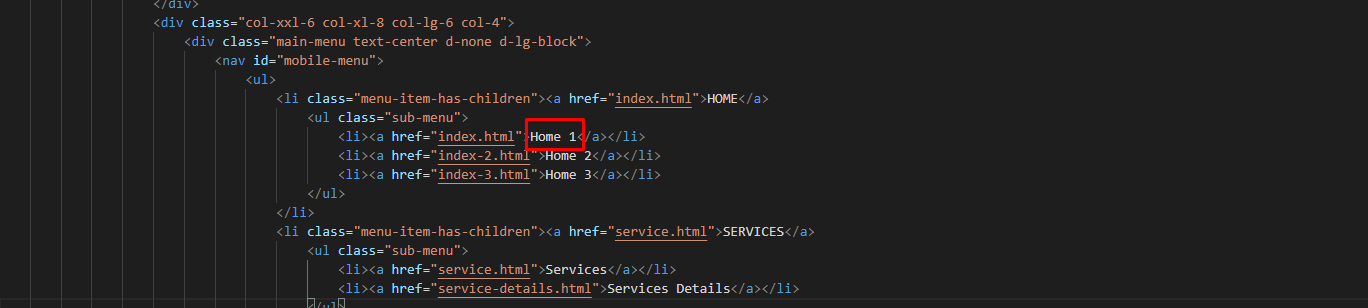 </div>
<div class="col-xxl-6 col-xl-8 col-lg-6 col-4">
<div class="main-menu text-center d-none d-lg-block">
<nav id="mobile-menu">
<ul>
<li class="menu-item-has-children"><a href="index.html">HOME</a>
<ul class="sub-menu">
<li><a href="index.html">Home 1</a></li>
<li><a href="index-2.html">Home 2</a></li>
<li><a href="index-3.html">Home 3</a></li>
</ul>
</li>
<li class="menu-item-has-children"><a href="service.html">SERVICES</a>
<ul class="sub-menu">
<li><a href="service.html">Services</a></li>
<li><a href="service-details.html">Services Details</a></li>
</ul>